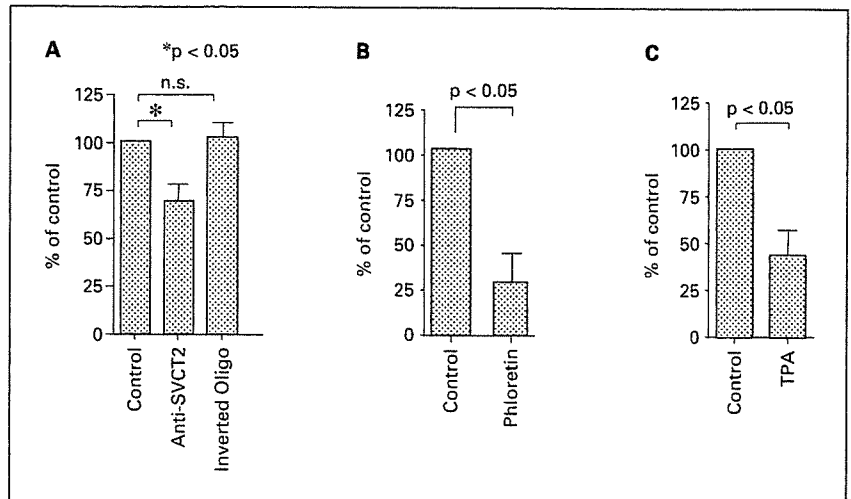 A
*p < 0.05
n.s.
*
% of control
125
100
75
50
25
0
Control
Anti-SVCT2
Inverted Oligo
B
p < 0.05
% of control
125
100
75
50
25
0
Control
Phloretin
C
p < 0.05
% of control
125
100
75
50
25
0
Control
TPA